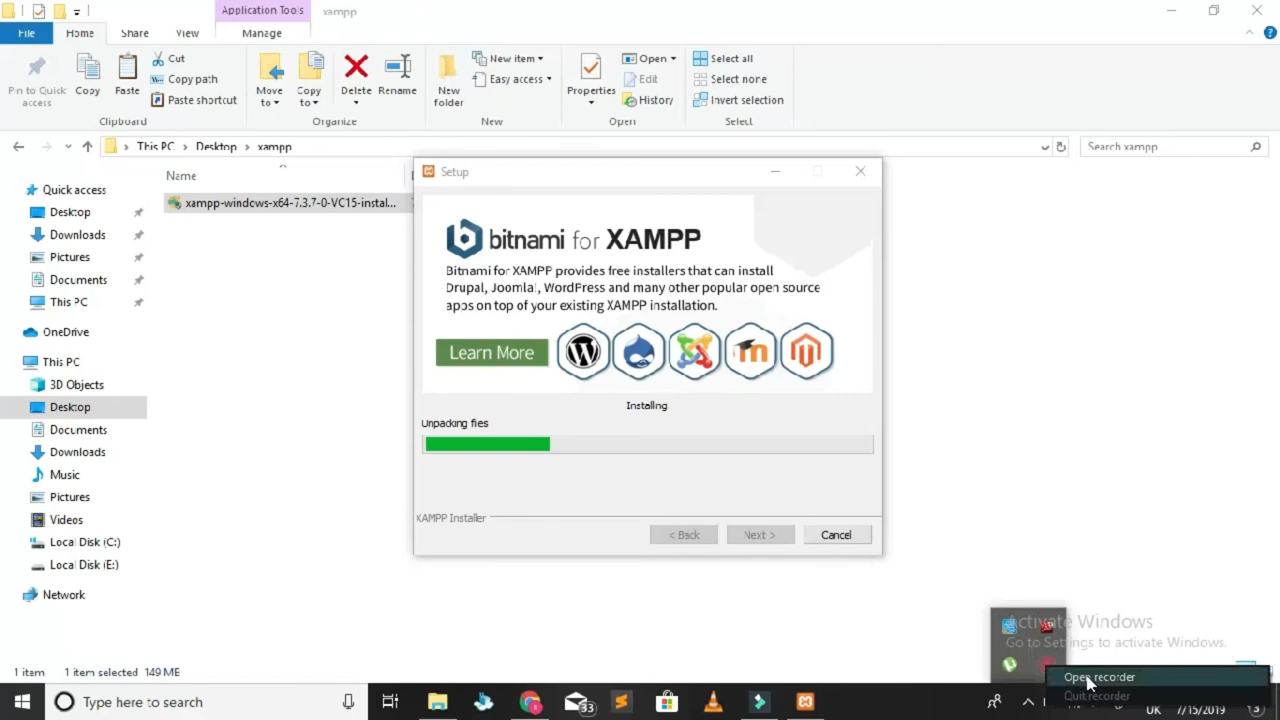 Application Tools xampp
File Home Share View Manage
Pin to Quick access
Copy
Paste
Cut
Copy path
Paste shortcut
Clipboard
Move to
Copy to
Delete
Rename
Organize
New folder
New item
Easy access
New
Properties
Open
Edit
History
Open
Select all
Select none
Invert selection
Select
This PC Desktop xampp
Search xampp
Name
xampp-windows-x64-7.3.7-0-VC15-instal...
Quick access
Desktop
Downloads
Pictures
Documents
This PC
OneDrive
This PC
3D Objects
Desktop
Documents
Downloads
Music
Pictures
Videos
Local Disk (C:)
Local Disk (E:)
Network
Setup
bitnami for XAMPP
Bitnami for XAMPP provides free installers that can install
Drupal, Joomla!, WordPress and many other popular open source
apps on top of your existing XAMPP installation.
Learn More
Installing
Unpacking files
XAMPP Installer
< Back Next > Cancel
Activate Windows
Go to Settings to activate Windows.
Open recorder
Quit recorder
1 item 1 item selected 149 MB
Type here to search
33
UK 7/15/2019 3